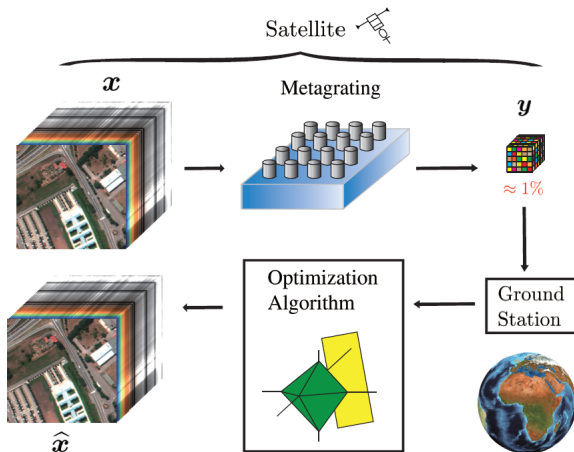 Satellite
x
Metagrating
y
≈ 1%
Optimization
Algorithm
Ground
Station
x̂